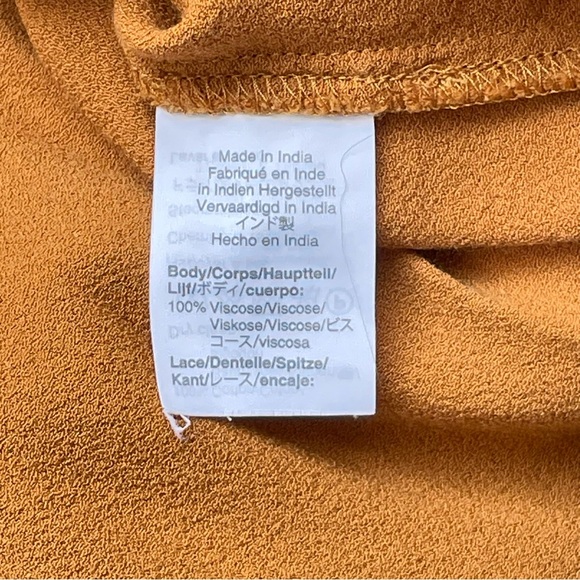 Made in India
Fabriqué en Inde
in Indien Hergestellt
Vervaardigd in India
インド製
Hecho en India
Body/Corps/Hauptteil/
Lijf/ボディ/cuerpo:
100% Viscose/Viscose/
Viskose/Viscose/ビス
コース/viscosa
Lace/Dentelle/Spitze/
Kant/レース/encaje: